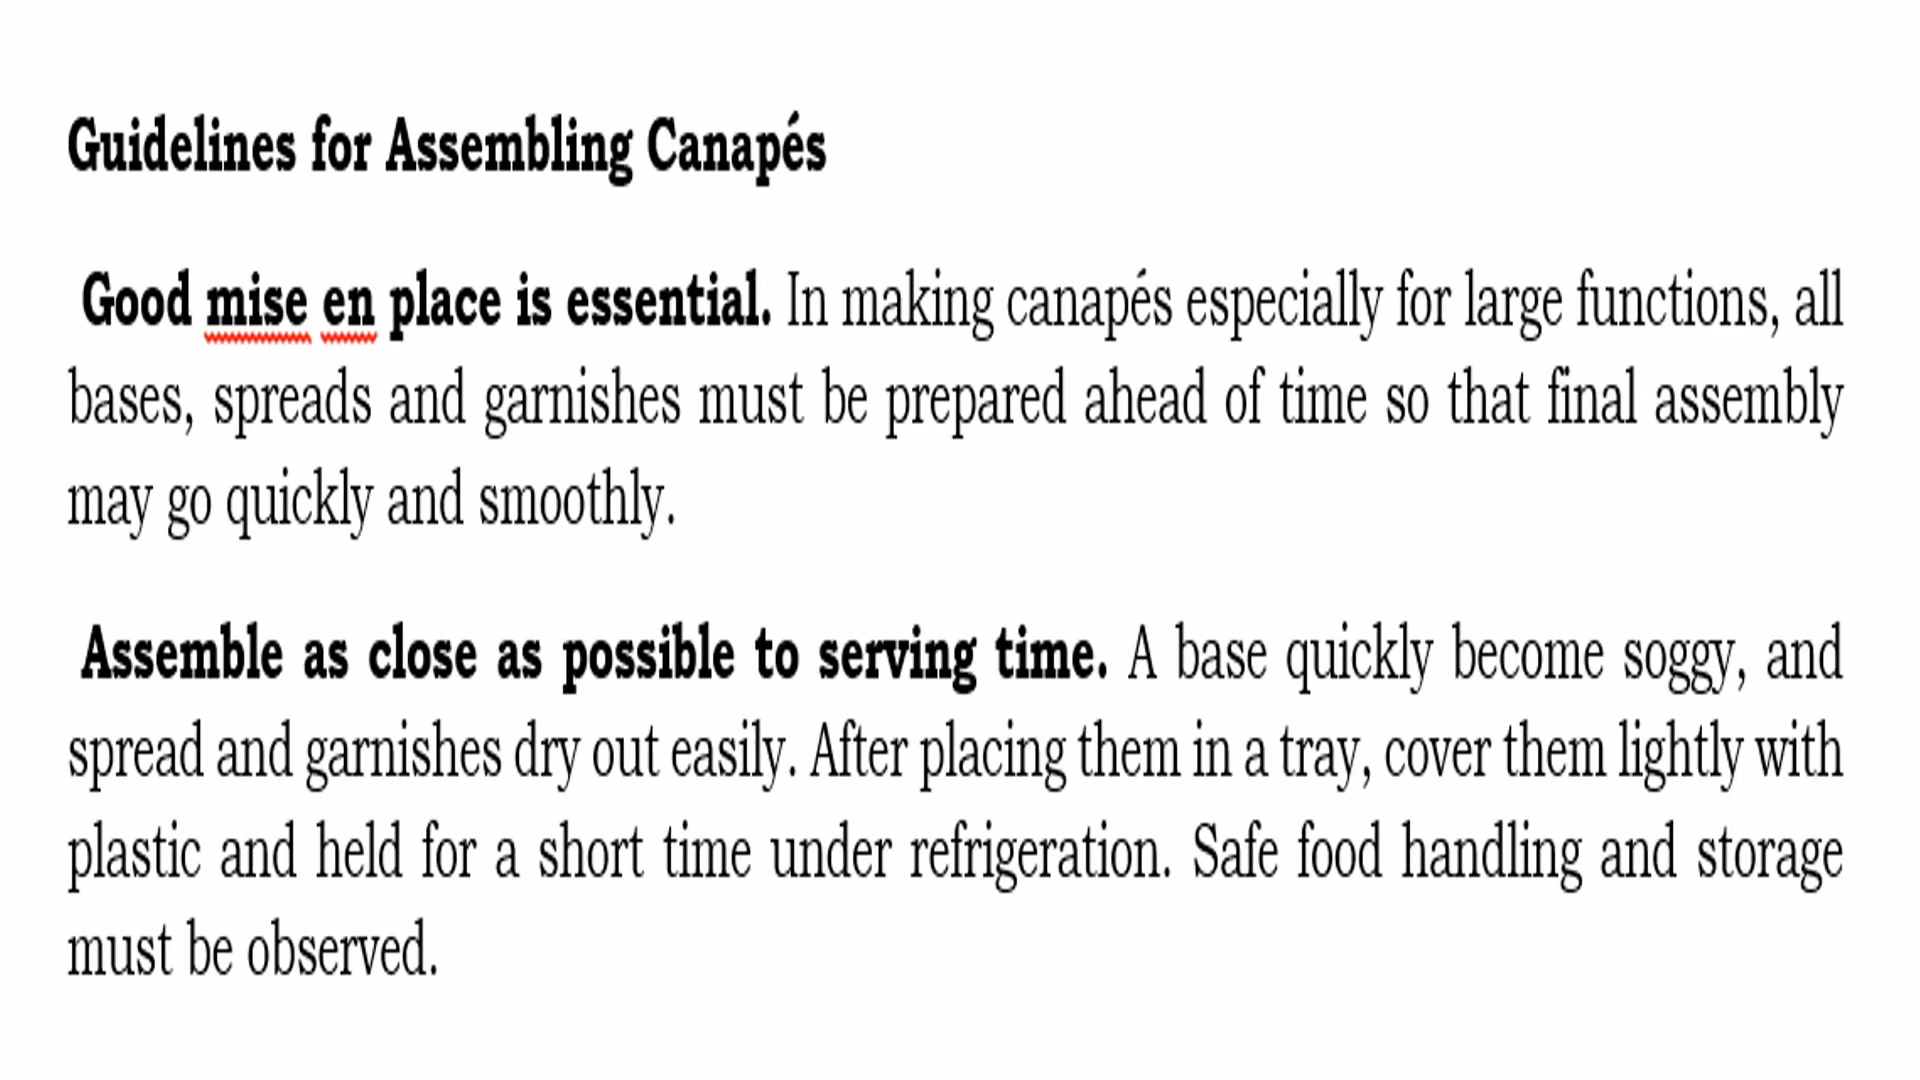 Guidelines for Assembling Canapés
Good mise en place is essential. In making canapés especially for large functions, all
bases, spreads and garnishes must be prepared ahead of time so that final assembly
may go quickly and smoothly.
Assemble as close as possible to serving time. A base quickly become soggy, and
spread and garnishes dry out easily. After placing them in a tray, cover them lightly with
plastic and held for a short time under refrigeration. Safe food handling and storage
must be observed.